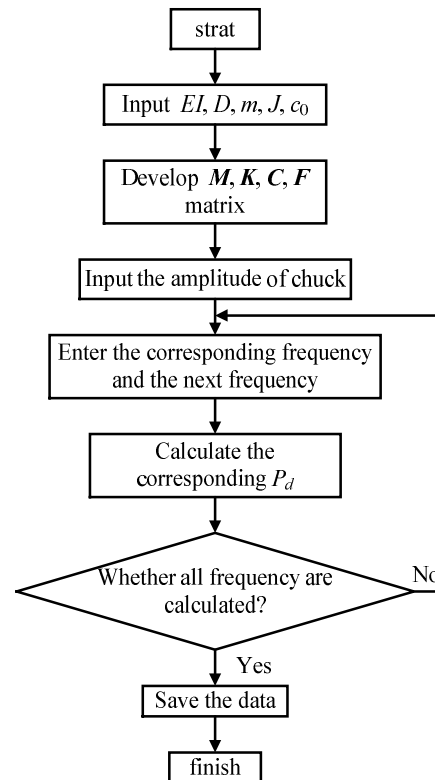 strat
Input EI, D, m, J, c₀
Develop M, K, C, F
matrix
Input the amplitude of chuck
Enter the corresponding frequency
and the next frequency
Calculate the
corresponding P_d
Whether all frequency are
calculated?
No
Yes
Save the data
finish